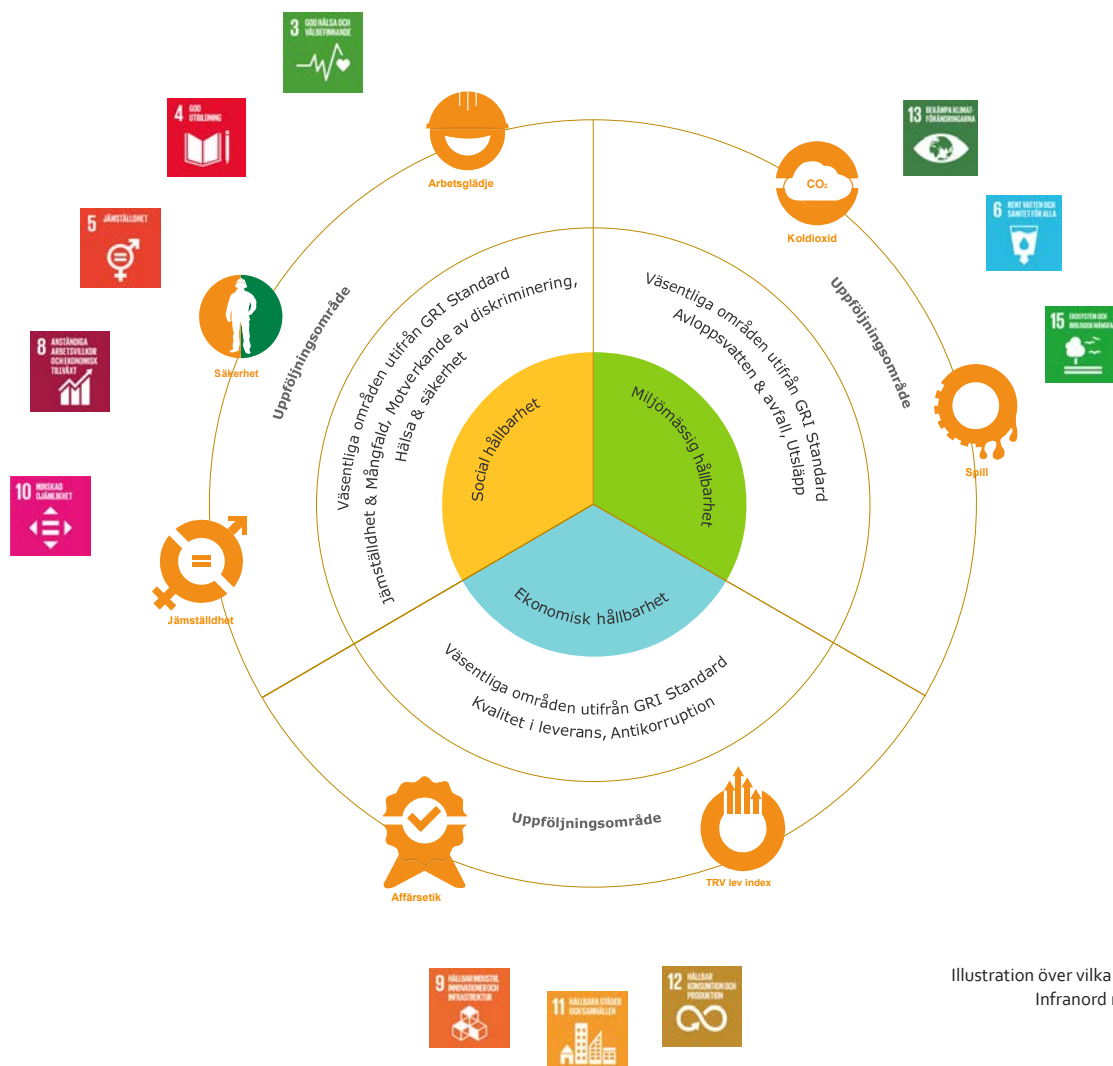 3 GOD HÄLSA OCH
VÄLBEFINNANDE
4 GOD
UTBILDNING
5 JÄMSTÄLLDHET
8 ANSTÄNDIGA
ARBETSVILLKOR
OCH EKONOMISK
TILLVÄXT
10 MINSKAD
OJÄMLIKHET
13 BEKÄMPA KLIMAT-
FÖRÄNDRINGARNA
6 RENT VATTEN OCH
SANITET FÖR ALLA
15 EKOSYSTEM OCH
BIOLOGISK MÅNGFA
Arbetsglädje
CO₂
Koldioxid
Säkerhet
Spill
Jämställdhet
Uppföljningsområde
Uppföljningsområde
Väsentliga områden utifrån GRI Standard
Jämställdhet & Mångfald, Motverkande av diskriminering,
Hälsa & säkerhet
Väsentliga områden utifrån GRI Standard
Avloppsvatten & avfall, Utsläpp
Social hållbarhet
Miljömässig hållbarhet
Ekonomisk hållbarhet
Väsentliga områden utifrån GRI Standard
Kvalitet i leverans, Antikorruption
Uppföljningsområde
Affärsetik
TRV lev index
9 HÅLLBAR INDUSTRI,
INNOVATIONER OCH
INFRASTRUKTUR
11 HÅLLBARA STÄDER
OCH SAMHÄLLEN
12 HÅLLBAR
KONSUMTION OCH
PRODUKTION
Illustration över vilka
Infranord